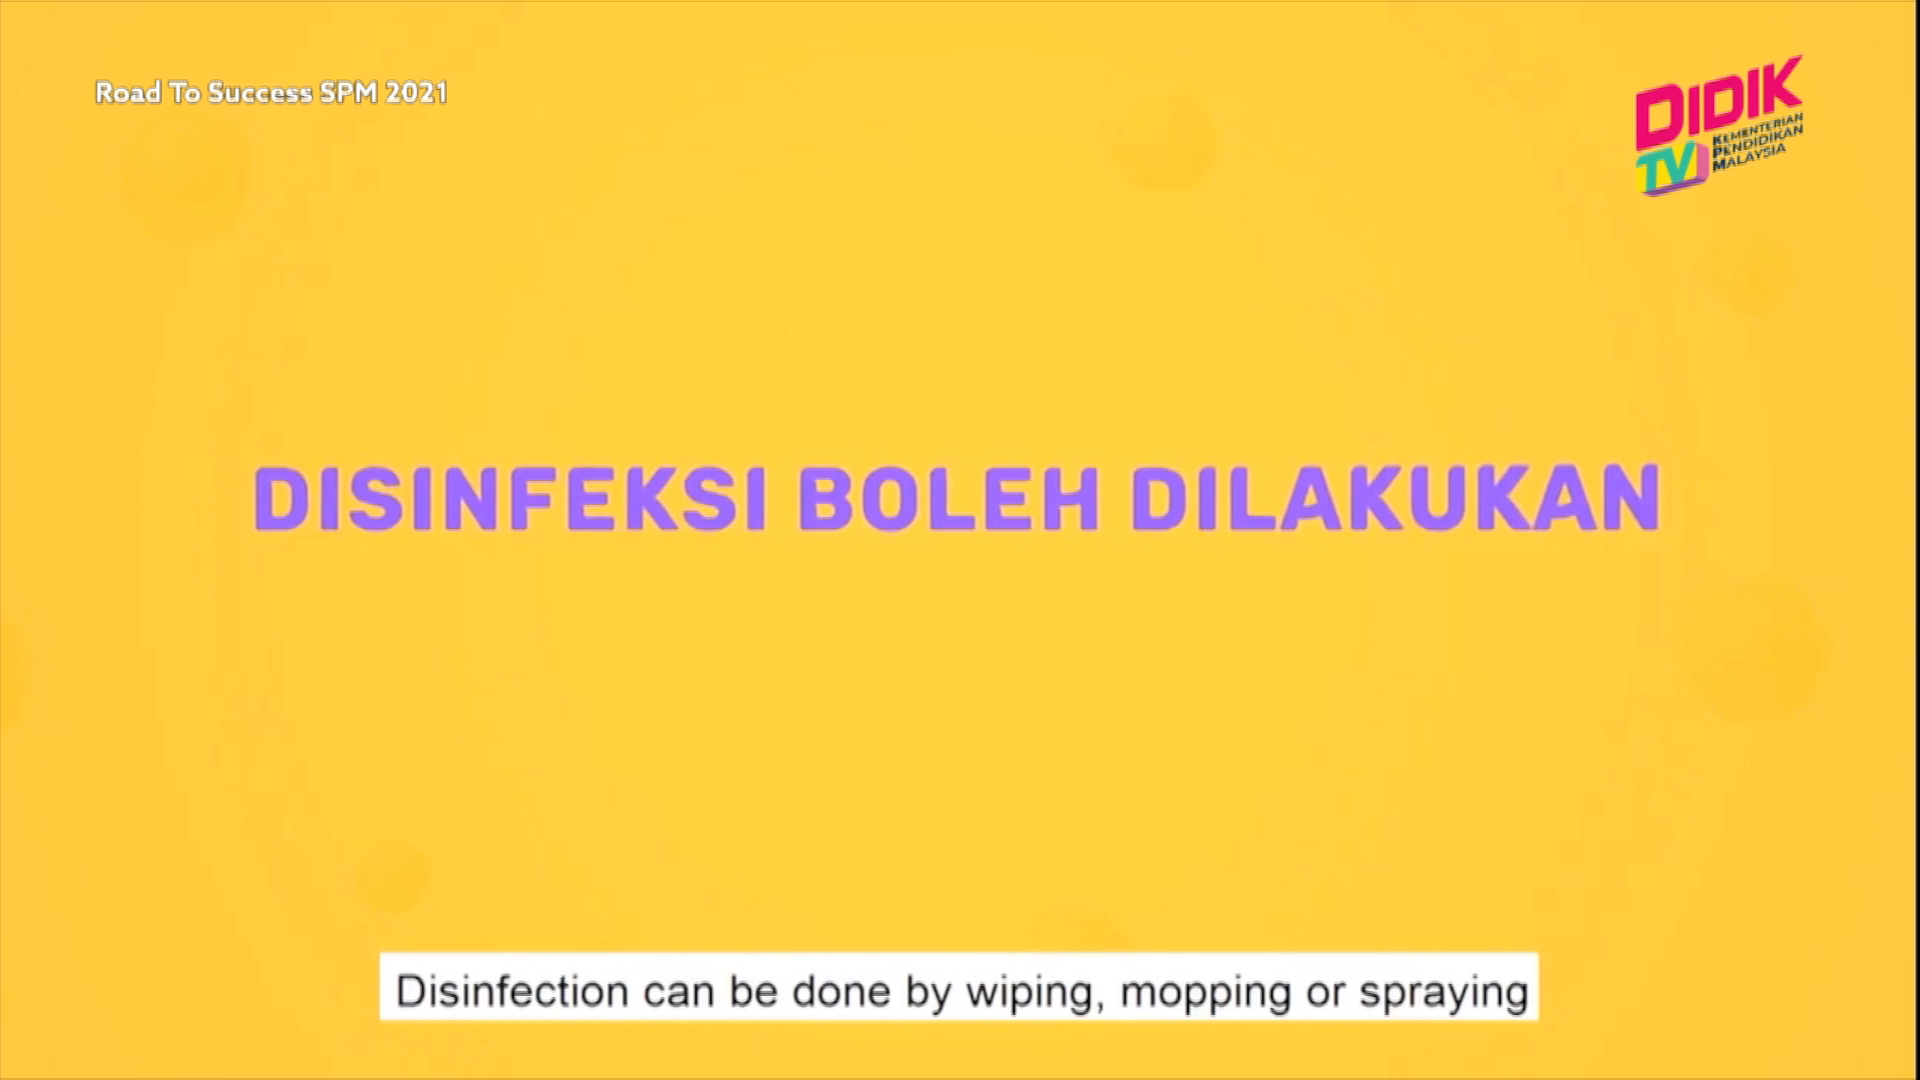 Road To Success SPM 2021
DIDIK
TV
KEMENTERIAN
PENDIDIKAN
MALAYSIA
DISINFEKSI BOLEH DILAKUKAN
Disinfection can be done by wiping, mopping or spraying